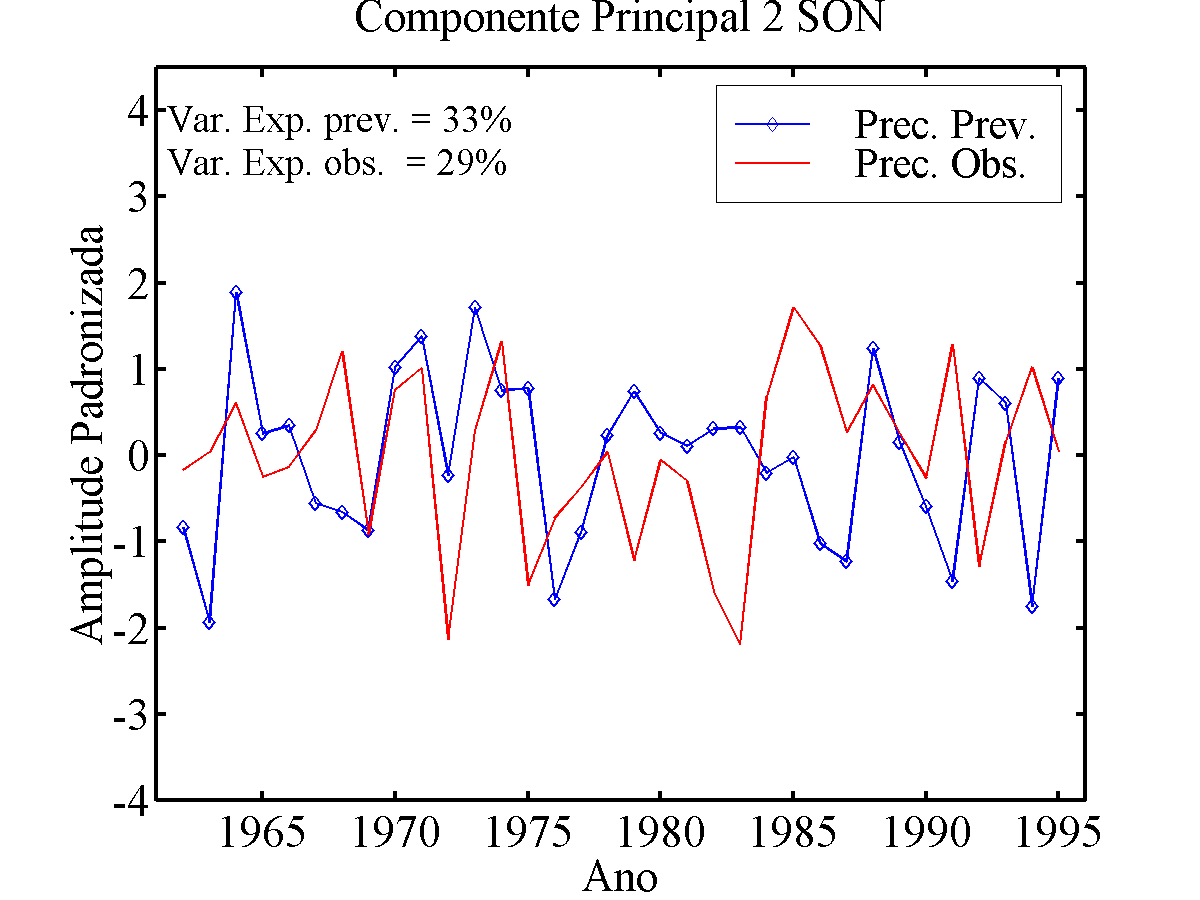 Componente Principal 2 SON
Var. Exp. prev. = 33%
Var. Exp. obs. = 29%
Prec. Prev.
Prec. Obs.
Amplitude Padronizada
4
3
2
1
0
-1
-2
-3
-4
1965 1970 1975 1980 1985 1990 1995
Ano